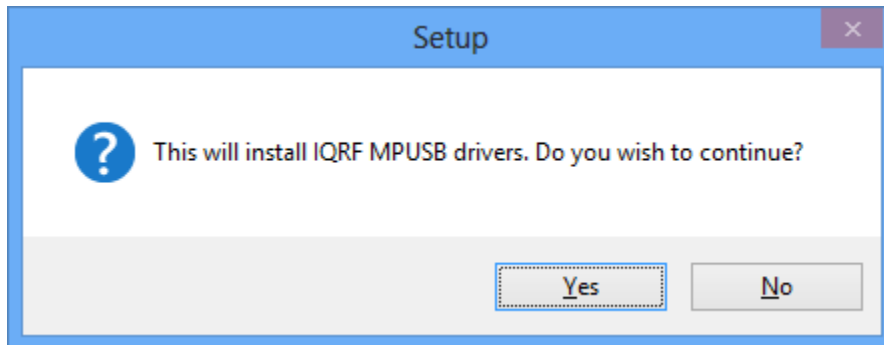 Setup
This will install IQRF MPUSB drivers. Do you wish to continue?
Yes
No